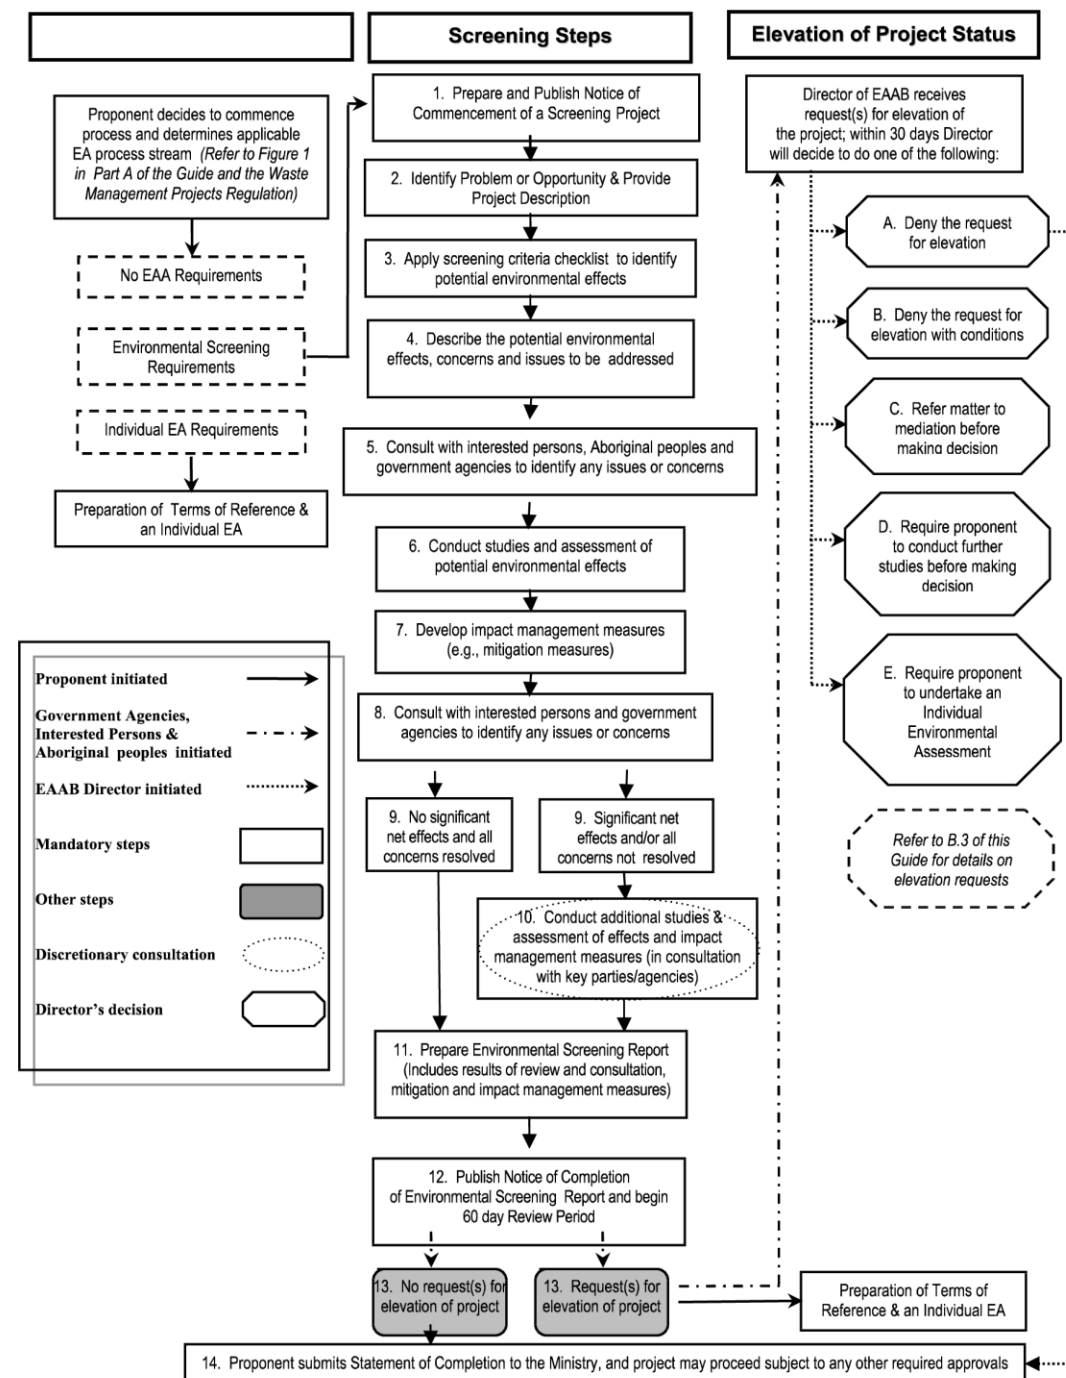 Screening Steps
Elevation of Project Status
Proponent decides to commence
process and determines applicable
EA process stream (Refer to Figure 1
in Part A of the Guide and the Waste
Management Projects Regulation)
No EAA Requirements
Environmental Screening
Requirements
Individual EA Requirements
Preparation of Terms of Reference &
an Individual EA
1. Prepare and Publish Notice of
Commencement of a Screening Project
2. Identify Problem or Opportunity & Provide
Project Description
3. Apply screening criteria checklist to identify
potential environmental effects
4. Describe the potential environmental
effects, concerns and issues to be addressed
5. Consult with interested persons, Aboriginal peoples and
government agencies to identify any issues or concerns
6. Conduct studies and assessment of
potential environmental effects
7. Develop impact management measures
(e.g., mitigation measures)
8. Consult with interested persons and government
agencies to identify any issues or concerns
9. No significant
net effects and all
concerns resolved
9. Significant net
effects and/or all
concerns not resolved
10. Conduct additional studies &
assessment of effects and impact
management measures (in consultation
with key parties/agencies)
11. Prepare Environmental Screening Report
(Includes results of review and consultation,
mitigation and impact management measures)
12. Publish Notice of Completion
of Environmental Screening Report and begin
60 day Review Period
13. No request(s) for
elevation of project
13. Request(s) for
elevation of project
Preparation of Terms of
Reference & an Individual EA
14. Proponent submits Statement of Completion to the Ministry, and project may proceed subject to any other required approvals
Director of EAAB receives
request(s) for elevation of
the project; within 30 days Director
will decide to do one of the following:
A. Deny the request
for elevation
B. Deny the request for
elevation with conditions
C. Refer matter to
mediation before
making decision
D. Require proponent
to conduct further
studies before making
decision
E. Require proponent
to undertake an
Individual
Environmental
Assessment
Refer to B.3 of this
Guide for details on
elevation requests
Proponent initiated
Government Agencies,
Interested Persons &
Aboriginal peoples initiated
EAAB Director initiated
Mandatory steps
Other steps
Discretionary consultation
Director's decision